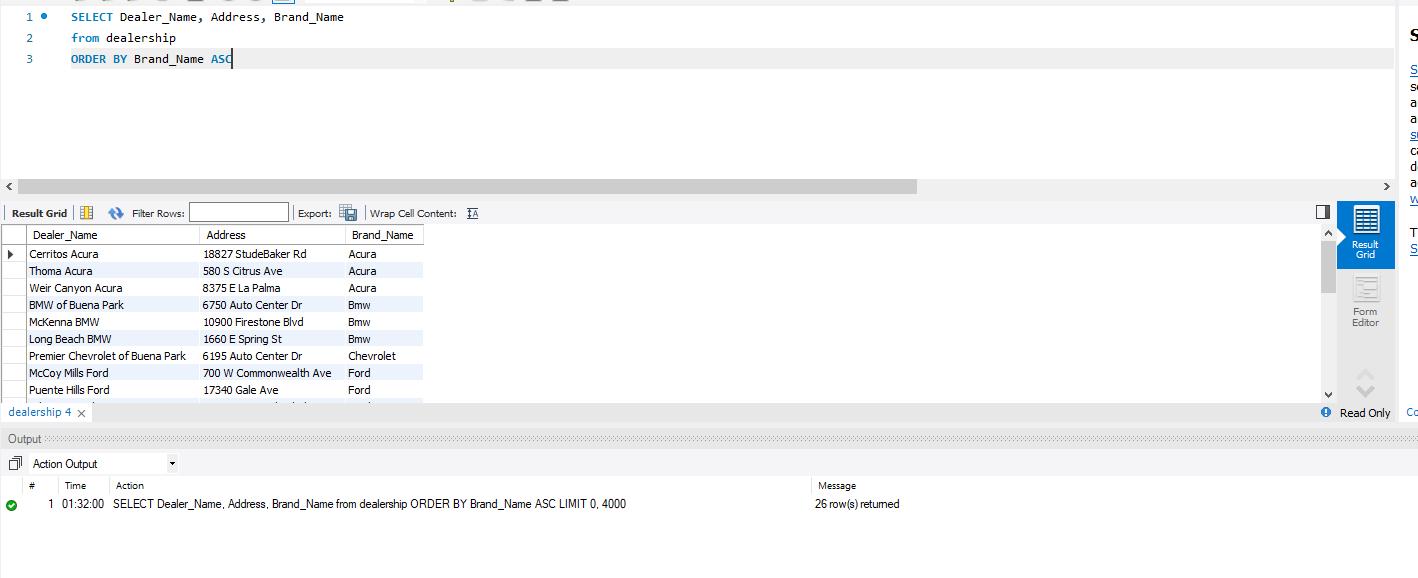 1 SELECT Dealer_Name, Address, Brand_Name
2 from dealership
3 ORDER BY Brand_Name ASC
Result Grid Filter Rows: Export: Wrap Cell Content:
Dealer_Name Address Brand_Name
Cerritos Acura 18827 StudeBaker Rd Acura
Thoma Acura 580 S Citrus Ave Acura
Weir Canyon Acura 8375 E La Palma Acura
BMW of Buena Park 6750 Auto Center Dr Bmw
McKenna BMW 10900 Firestone Blvd Bmw
Long Beach BMW 1660 E Spring St Bmw
Premier Chevrolet of Buena Park 6195 Auto Center Dr Chevrolet
McCoy Mills Ford 700 W Commonwealth Ave Ford
Puente Hills Ford 17340 Gale Ave Ford
Result
Grid
Form
Editor
dealership 4
Read Only
Output
Action Output
# Time Action Message
1 01:32:00 SELECT Dealer_Name, Address, Brand_Name from dealership ORDER BY Brand_Name ASC LIMIT 0, 4000 26 row(s) returned